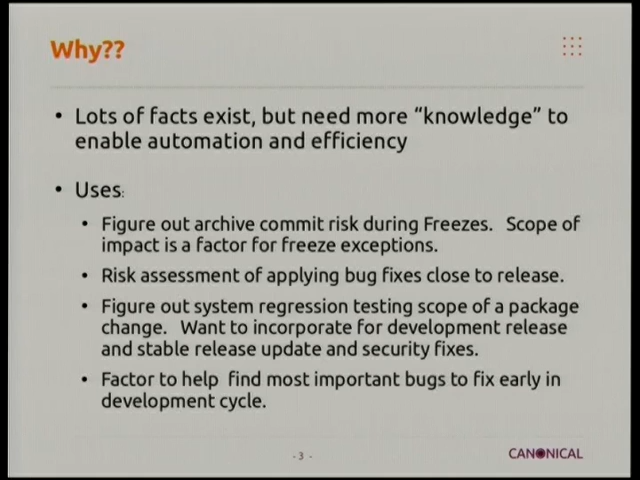 Why??
• Lots of facts exist, but need more “knowledge” to
enable automation and efficiency
• Uses:
• Figure out archive commit risk during Freezes. Scope of
impact is a factor for freeze exceptions.
• Risk assessment of applying bug fixes close to release.
• Figure out system regression testing scope of a package
change. Want to incorporate for development release
and stable release update and security fixes.
• Factor to help find most important bugs to fix early in
development cycle.
- 3 -
CANONICAL